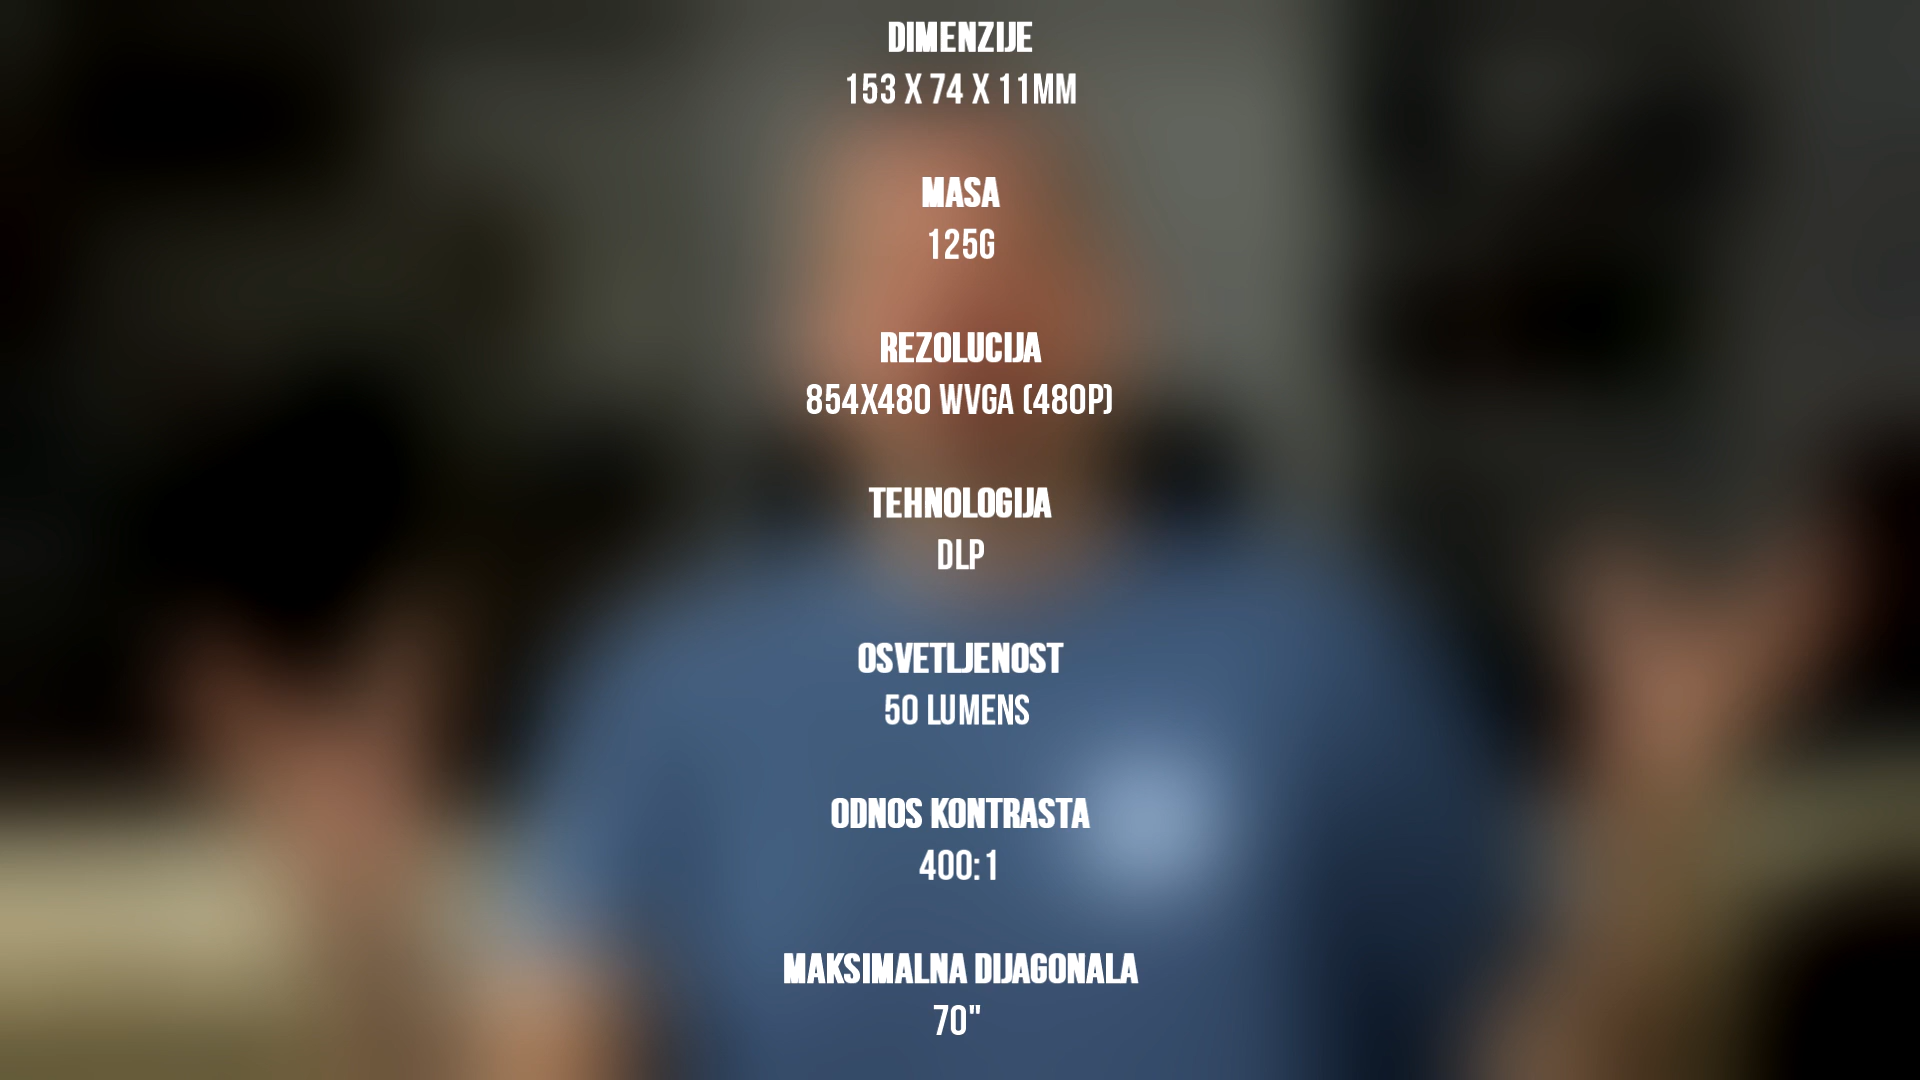 DIMENZIJE
153 X 74 X 11MM
MASA
125G
REZOLUCIJA
854X480 WVGA (480P)
TEHNOLOGIJA
DLP
OSVETLJENOST
50 LUMENS
ODNOS KONTRASTA
400:1
MAKSIMALNA DIJAGONALA
70"